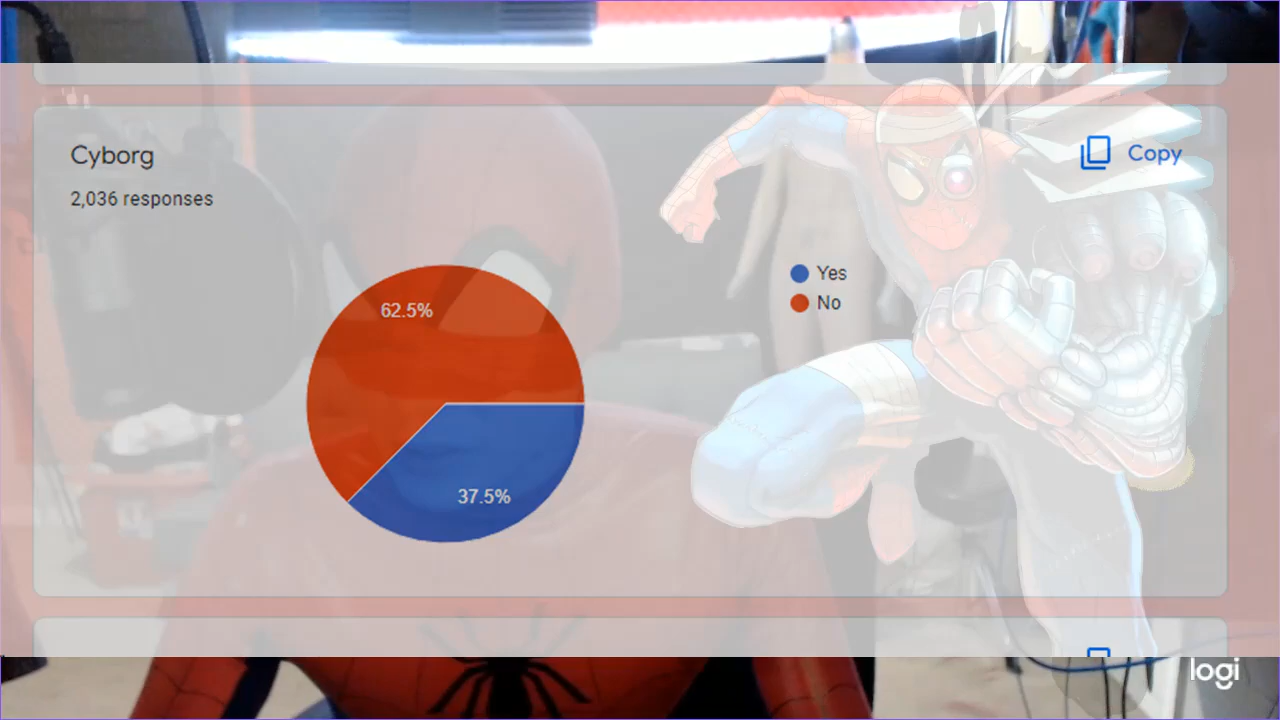 Cyborg
Copy
2,036 responses
Yes
No
62.5%
37.5%
logi